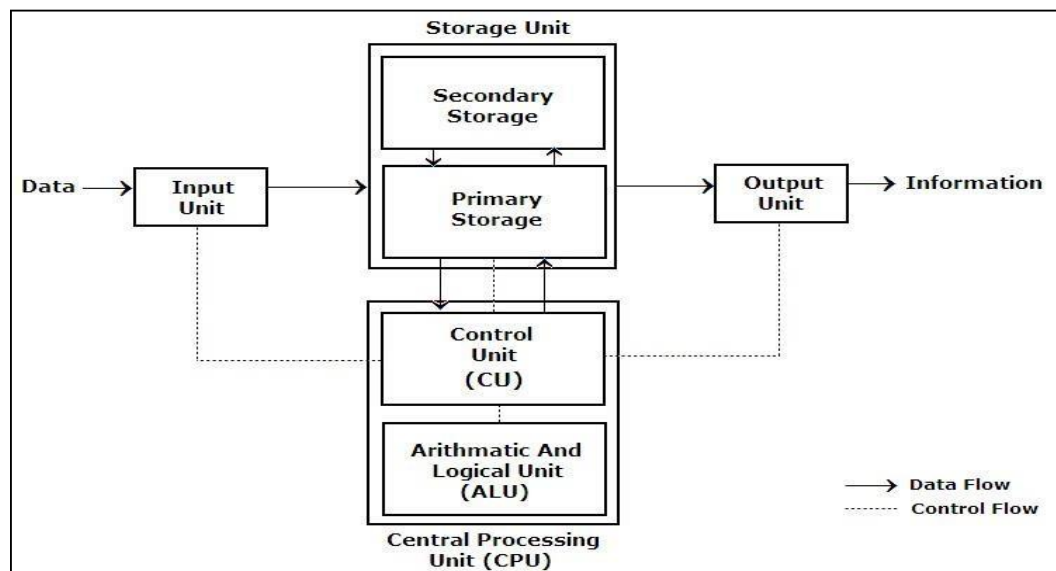 Storage Unit
Secondary
Storage
Data
Input
Unit
Primary
Storage
Output
Unit
Information
Control
Unit
(CU)
Arithmatic And
Logical Unit
(ALU)
Data Flow
Control Flow
Central Processing
Unit (CPU)